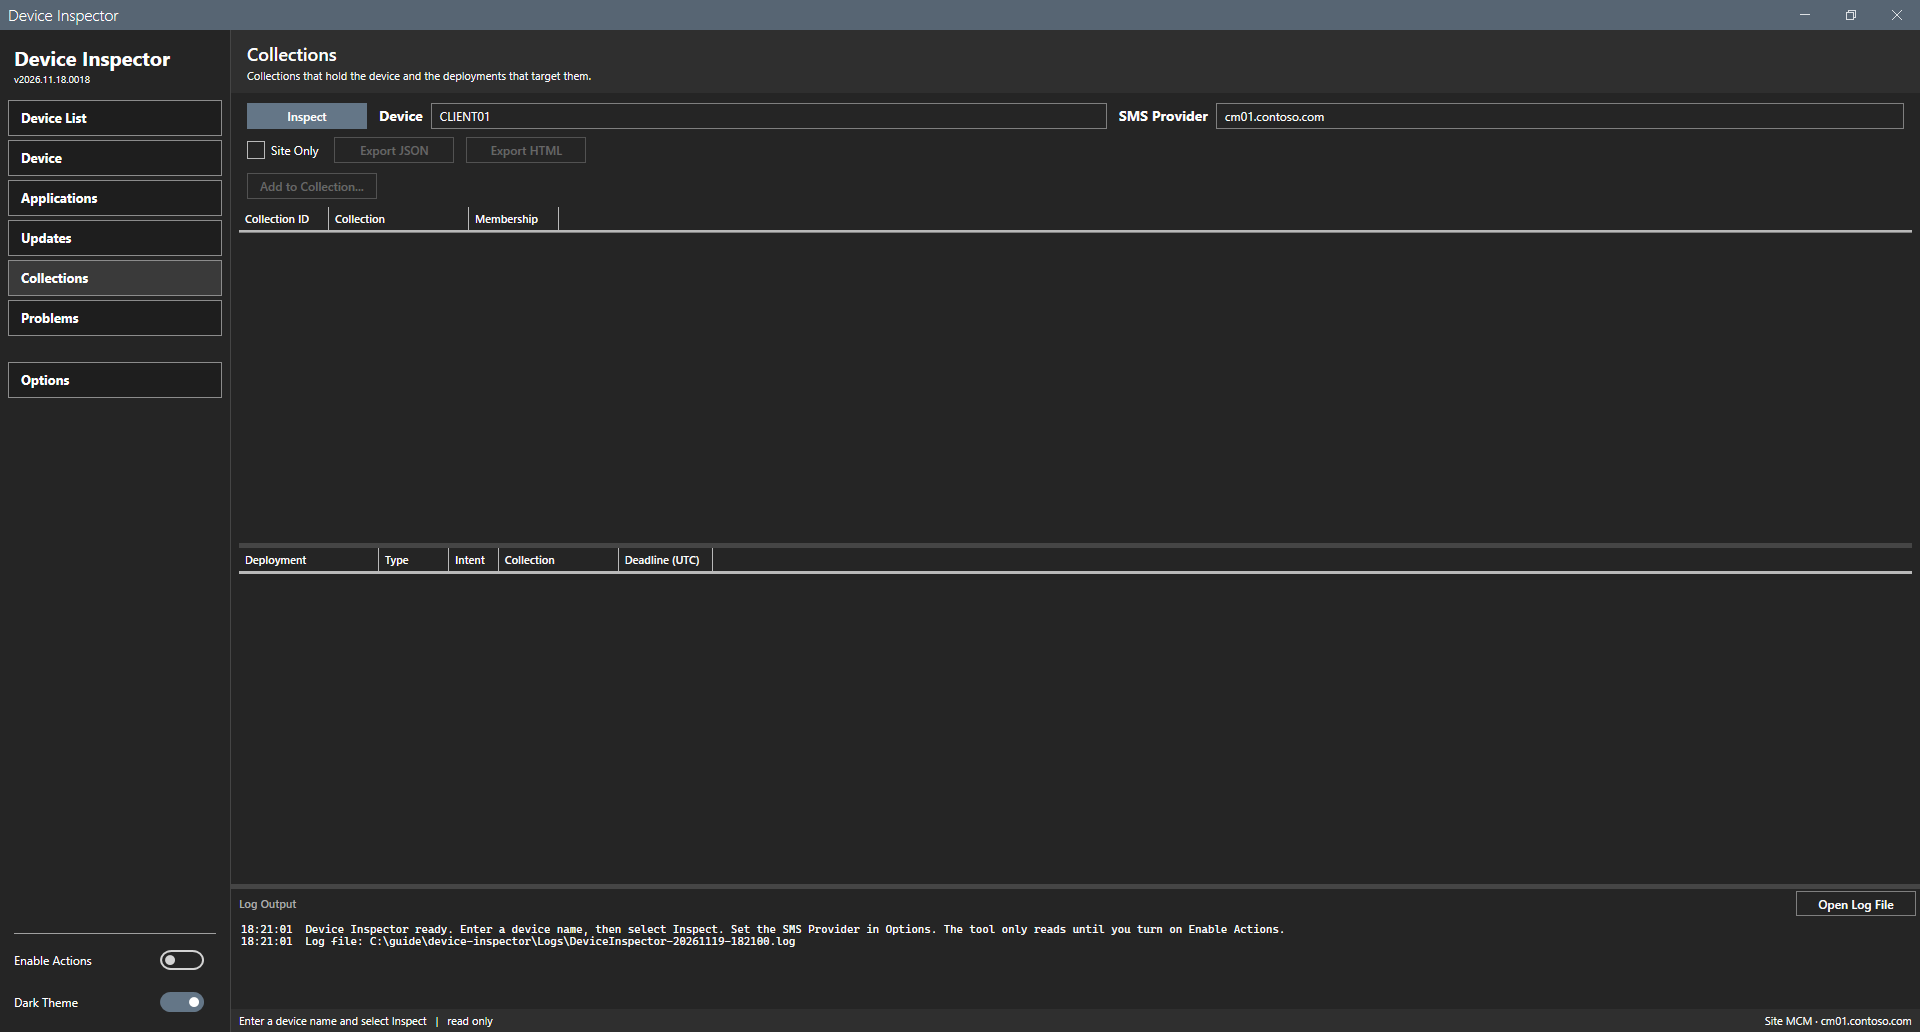 Device Inspector
Device Inspector
v2026.11.18.0018
Device List
Device
Applications
Updates
Collections
Problems
Options
Enable Actions
Dark Theme
Collections
Collections that hold the device and the deployments that target them.
Inspect Device CLIENT01 SMS Provider cm01.contoso.com
Site Only Export JSON Export HTML
Add to Collection...
Collection ID Collection Membership
Deployment Type Intent Collection Deadline (UTC)
Log Output Open Log File
18:21:01 Device Inspector ready. Enter a device name, then select Inspect. Set the SMS Provider in Options. The tool only reads until you turn on Enable Actions.
18:21:01 Log file: C:\guide\device-inspector\Logs\DeviceInspector-20261119-182100.log
Enter a device name and select Inspect | read only Site MCM · cm01.contoso.com